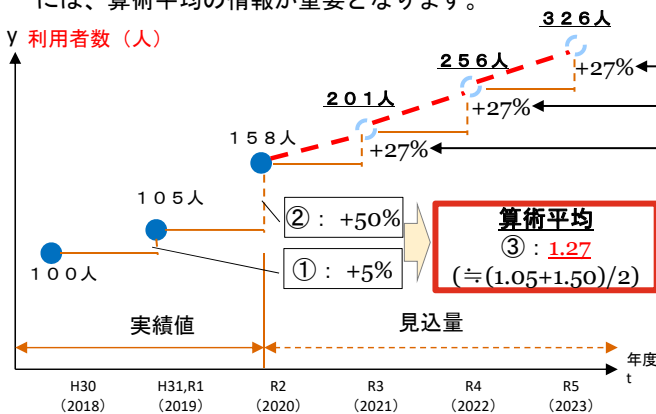 には、算術平均の情報が重要となります。
y 利用者数（人）
３２６人
２５６人
+27%
２０１人
+27%
１５８人
+27%
１０５人
②： +50%
算術平均
③：1.27
(≒(1.05+1.50)/2)
①： +5%
１００人
実績値
見込量
年度
t
H30 H31,R1 R2 R3 R4 R5
（2018） （2019） （2020） （2021） （2022） （2023）